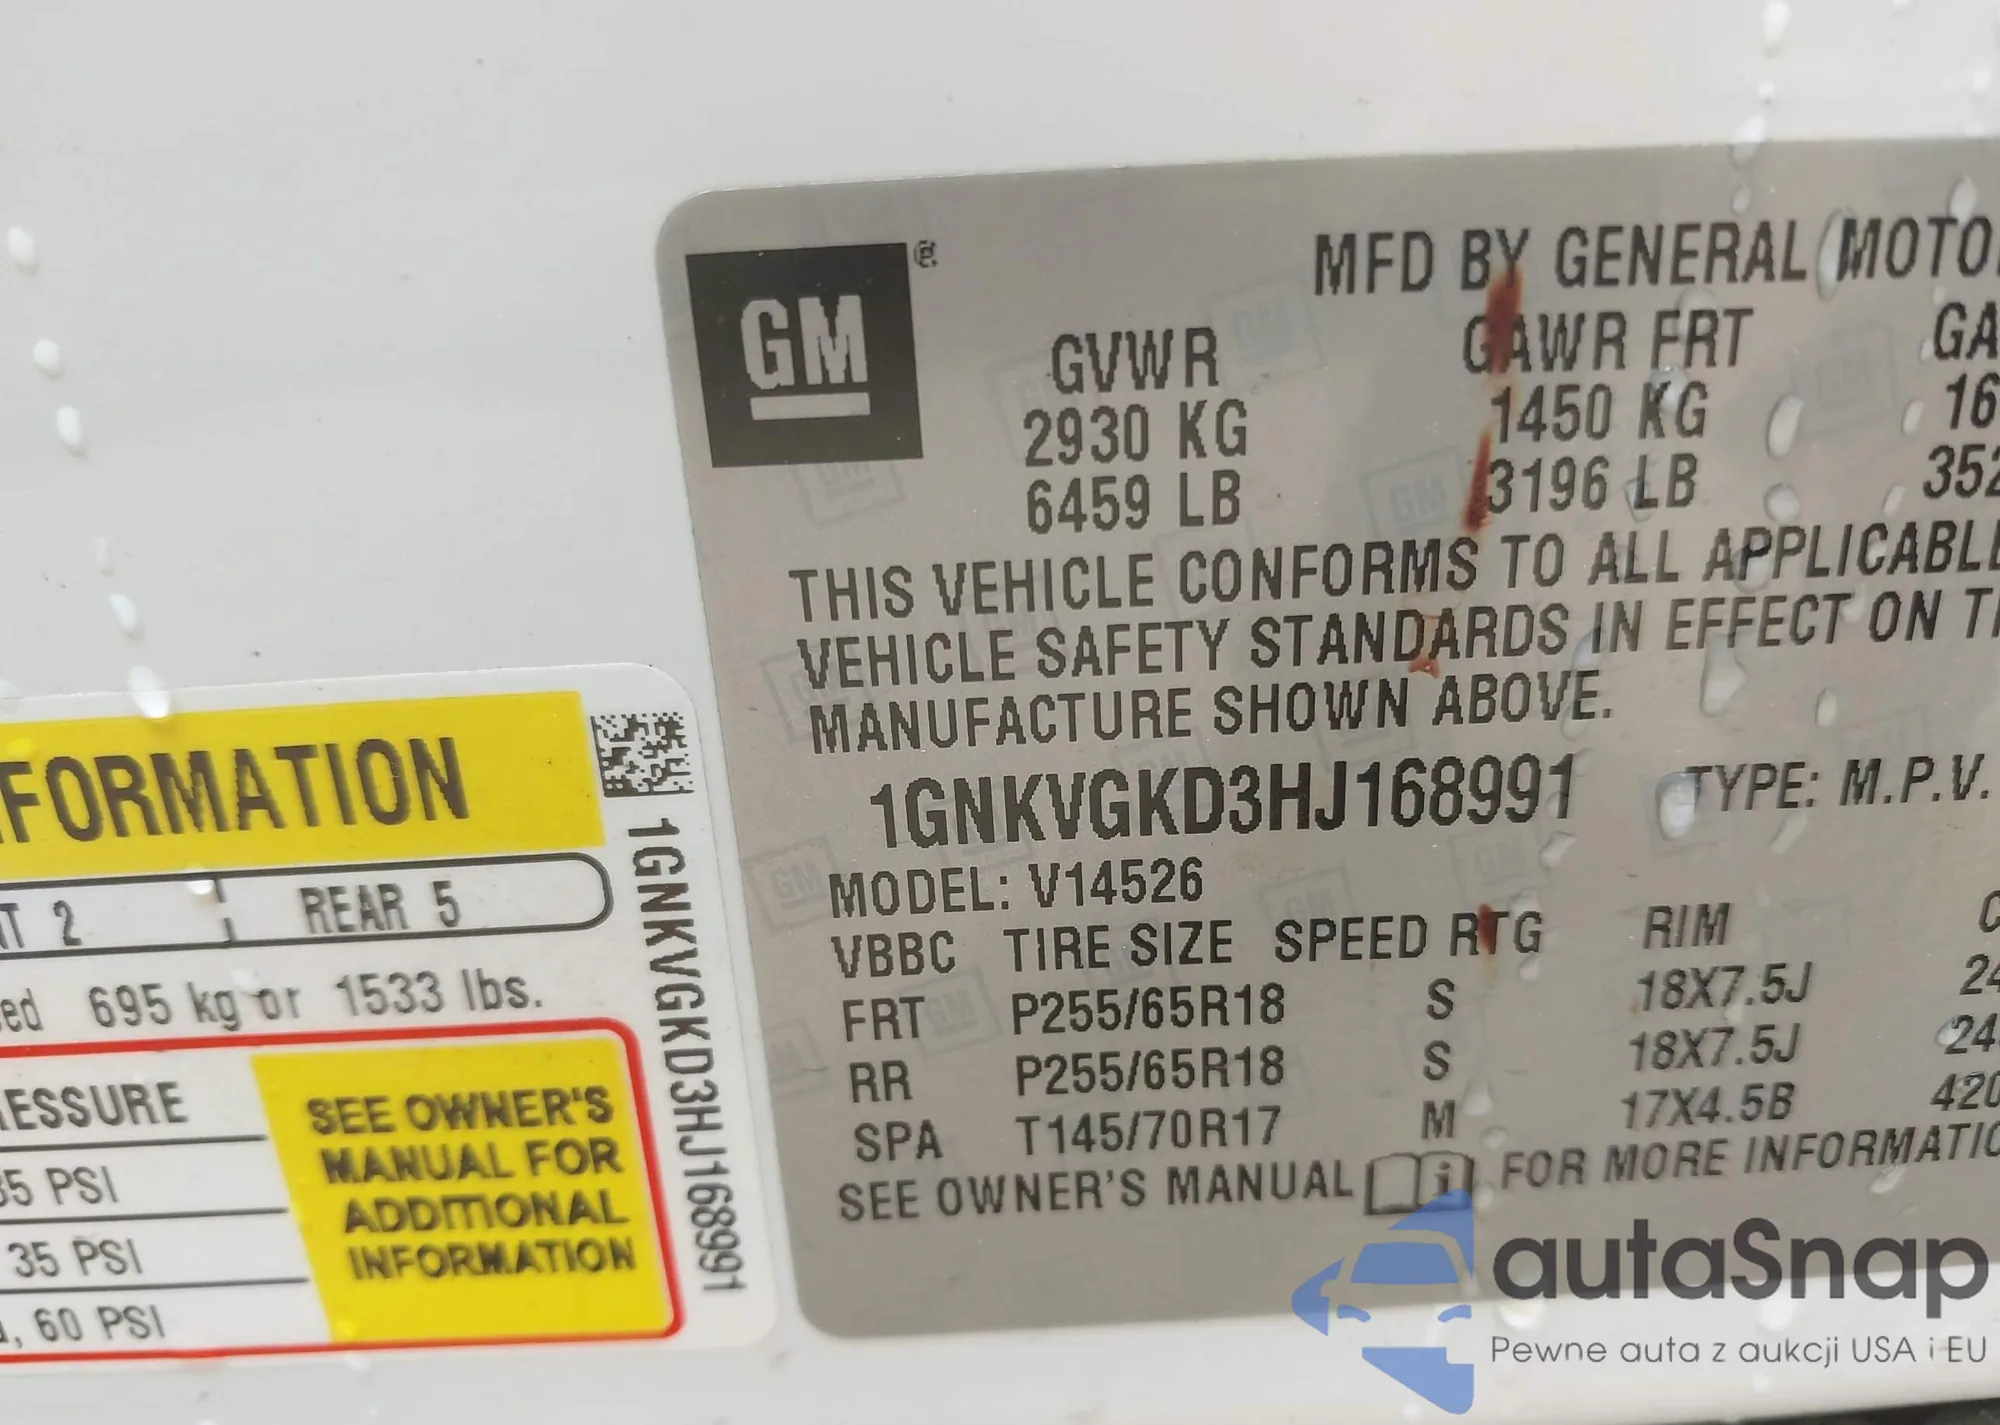 GM
MFD BY GENERAL
GVWR GAWR FRT
2930 KG 1450 KG
6459 LB 3196 LB
THIS VEHICLE CONFORMS TO ALL APPLICABLE
VEHICLE SAFETY STANDARDS IN EFFECT ON
MANUFACTURE SHOWN ABOVE.
1GNKVGKD3HJ168991 TYPE: M.P.V.
MODEL: V14526
VBBC TIRE SIZE SPEED RTG RIM
FRT P255/65R18 S 18X7.5J
RR P255/65R18 S 18X7.5J
SPA T145/70R17 M 17X4.5B
SEE OWNER'S MANUAL FOR MORE
FORMATION
2 REAR 5
695 kg or 1533 lbs.
ESSURE
35 PSI
35 PSI
60 PSI
SEE OWNER'S
MANUAL FOR
ADDITIONAL
INFORMATION
1GNKVGKD3HJ168991
autaSnap
Pewne auta z aukcji USA i EU